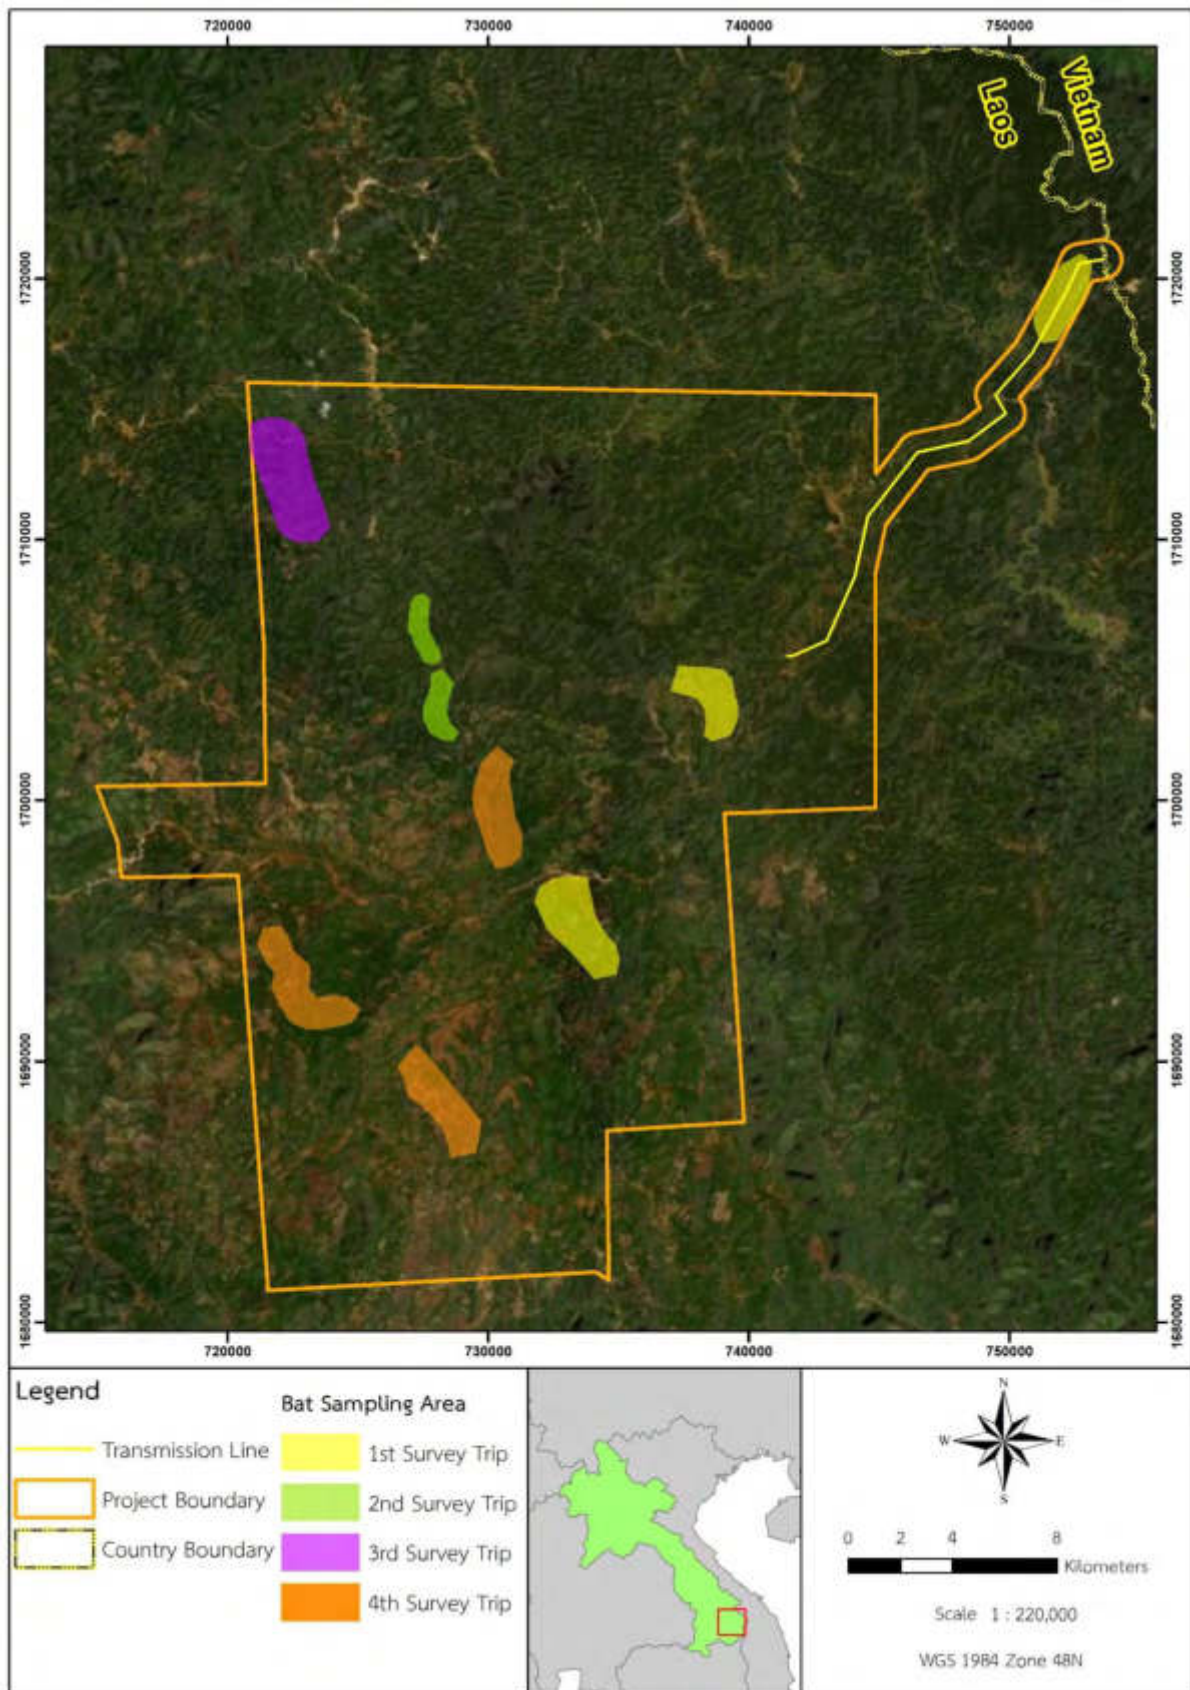 720000 730000 740000 750000
Vietnam
Laos
1720000 1720000
1710000 1710000
1700000 1700000
1690000 1690000
1680000 1680000
720000 730000 740000 750000
Legend
Transmission Line
Project Boundary
Country Boundary
Bat Sampling Area
1st Survey Trip
2nd Survey Trip
3rd Survey Trip
4th Survey Trip
N
W E
S
0 2 4 8
Kilometers
Scale 1 : 220,000
WGS 1984 Zone 48N